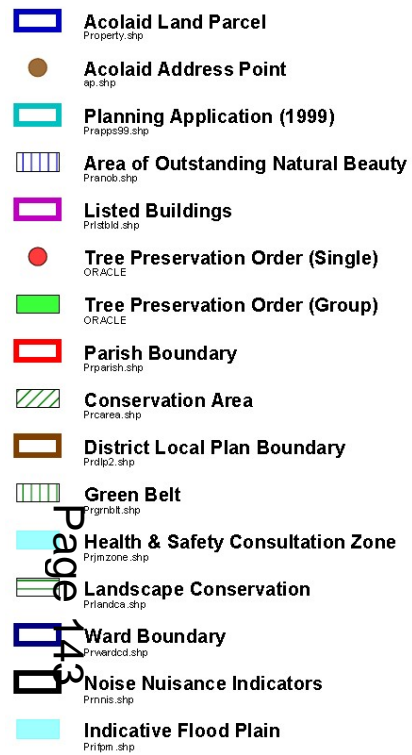 Acolaid Land Parcel
Property.shp
Acolaid Address Point
ap.shp
Planning Application (1999)
Prapps99.shp
Area of Outstanding Natural Beauty
Pranob.shp
Listed Buildings
Prlstbld.shp
Tree Preservation Order (Single)
ORACLE
Tree Preservation Order (Group)
ORACLE
Parish Boundary
Prparish.shp
Conservation Area
Prcarea.shp
District Local Plan Boundary
Prdlp2.shp
Green Belt
Prgrnblt.shp
Health & Safety Consultation Zone
Prjmzone.shp
Landscape Conservation
Prlandca.shp
Ward Boundary
Prwardcd.shp
Noise Nuisance Indicators
Prnnis.shp
Indicative Flood Plain
Prifpm.shp
Page 143